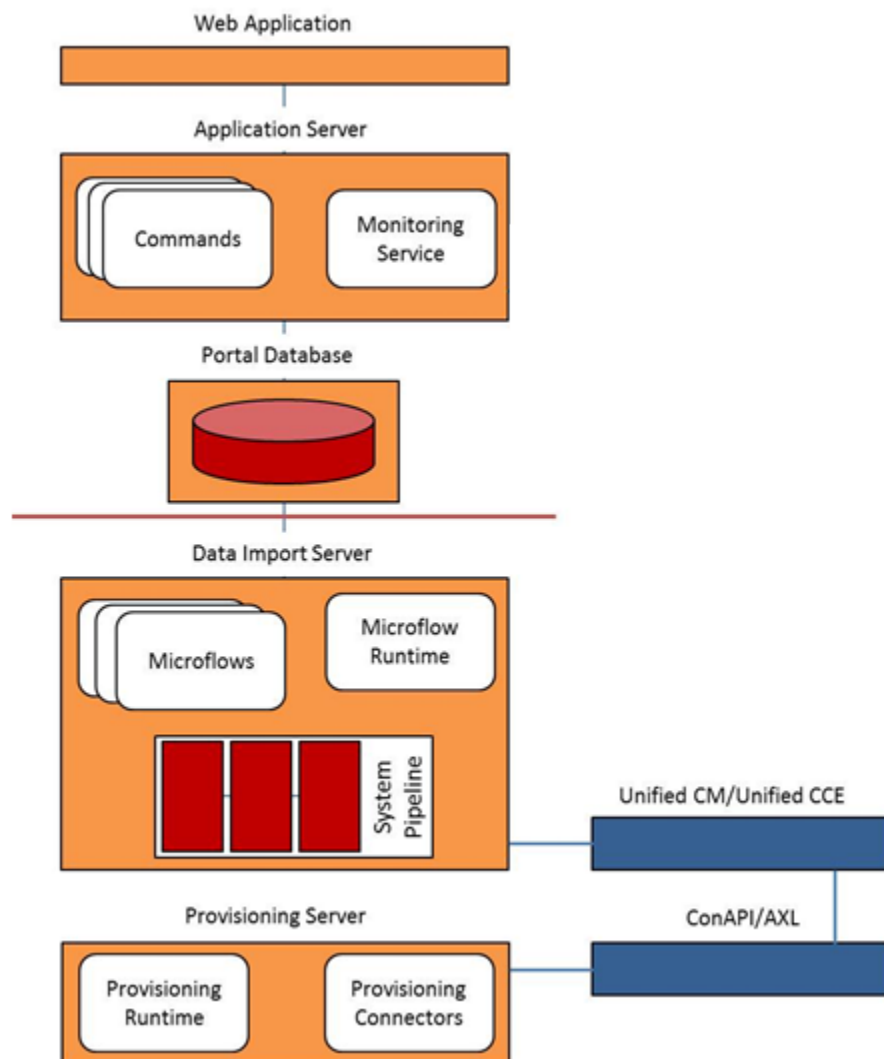 Web Application
Application Server
Commands
Monitoring
Service
Portal Database
Data Import Server
Microflows
Microflow
Runtime
System
Pipeline
Unified CM/Unified CCE
Provisioning Server
ConAPI/AXL
Provisioning
Runtime
Provisioning
Connectors